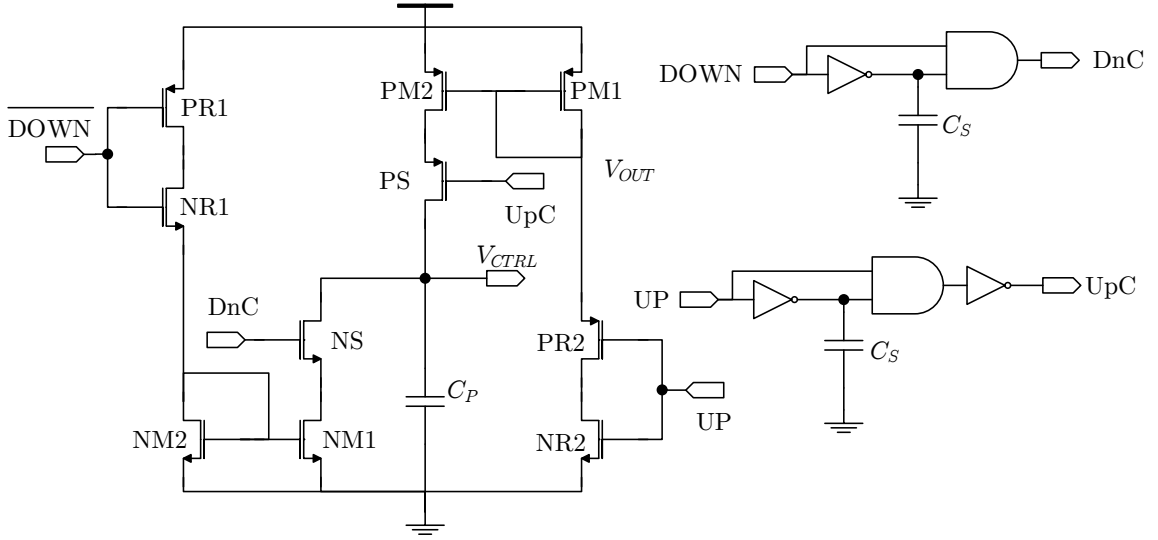 PR1
PM2
PM1
DOWN
DnC
DOWN
C_S
PS
V_OUT
NR1
UpC
V_CTRL
UP
UpC
DnC
NS
PR2
C_S
C_P
UP
NM2
NM1
NR2